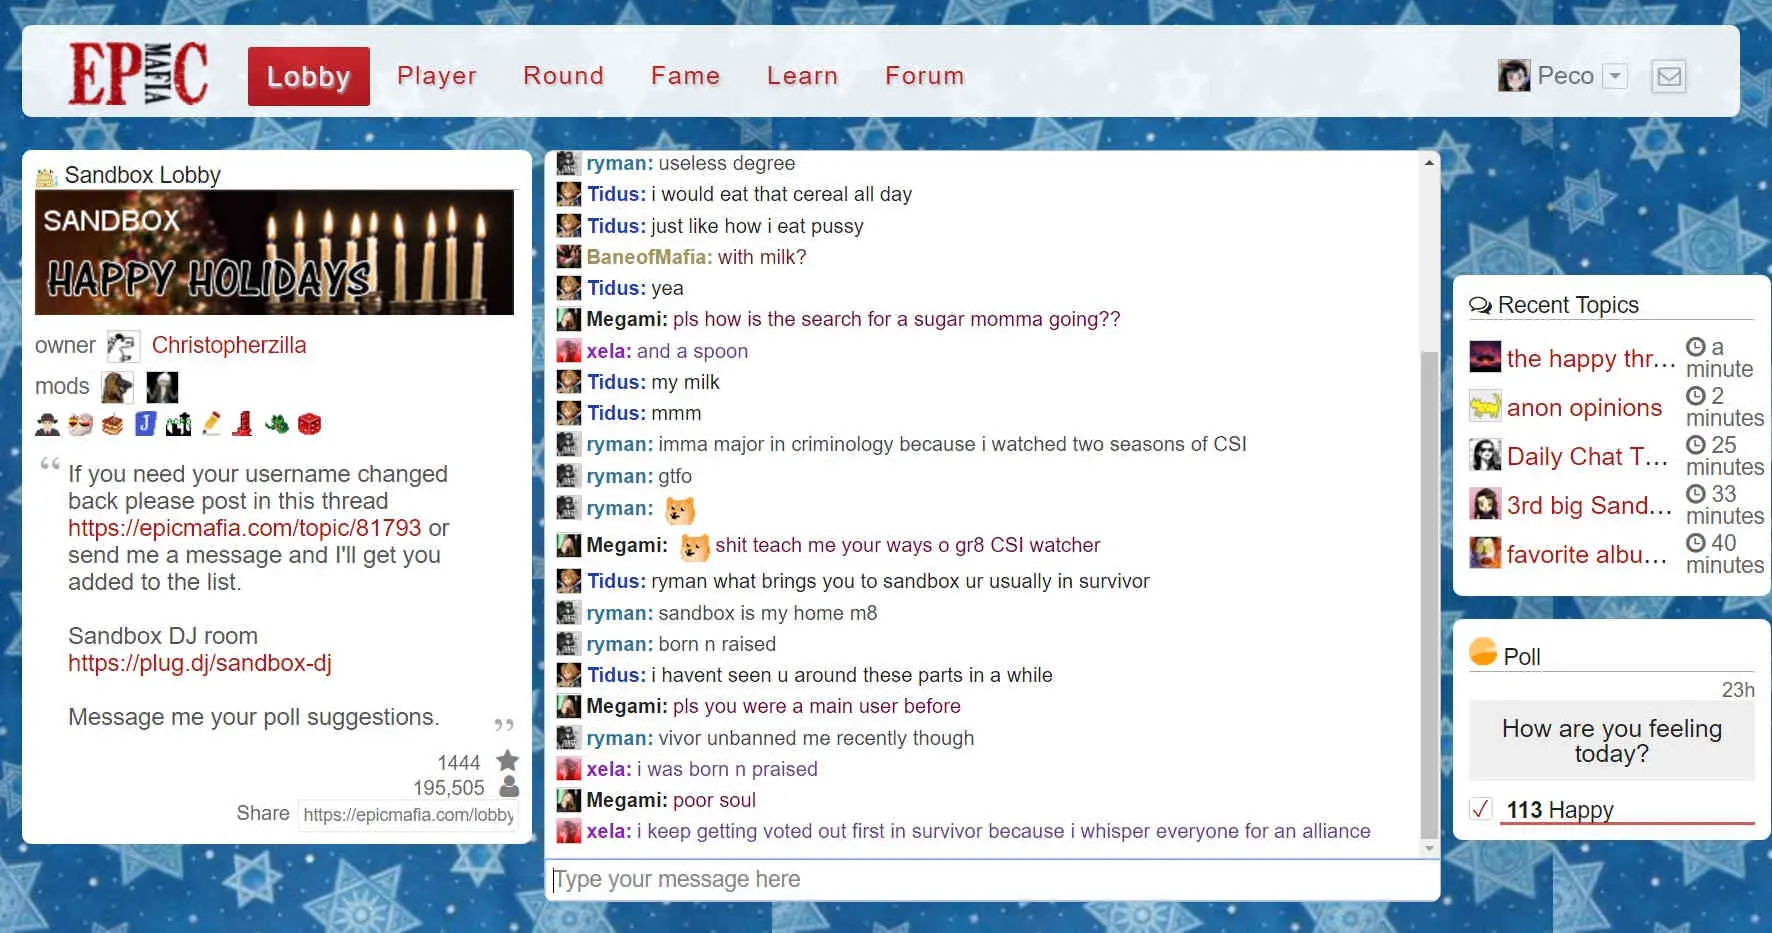 EPIC MAFIA
Lobby
Player
Round
Fame
Learn
Forum
Peco
Sandbox Lobby
SANDBOX
HAPPY HOLIDAYS
owner Christopherzilla
mods
J
If you need your username changed
back please post in this thread
https://epicmafia.com/topic/81793 or
send me a message and I'll get you
added to the list.
Sandbox DJ room
https://plug.dj/sandbox-dj
Message me your poll suggestions.
1444
195,505
Share https://epicmafia.com/lobby
ryman: useless degree
Tidus: i would eat that cereal all day
Tidus: just like how i eat pussy
BaneofMafia: with milk?
Tidus: yea
Megami: pls how is the search for a sugar momma going??
xela: and a spoon
Tidus: my milk
Tidus: mmm
ryman: imma major in criminology because i watched two seasons of CSI
ryman: gtfo
ryman:
Megami: shit teach me your ways o gr8 CSI watcher
Tidus: ryman what brings you to sandbox ur usually in survivor
ryman: sandbox is my home m8
ryman: born n raised
Tidus: i havent seen u around these parts in a while
Megami: pls you were a main user before
ryman: vivor unbanned me recently though
xela: i was born n praised
Megami: poor soul
xela: i keep getting voted out first in survivor because i whisper everyone for an alliance
Type your message here
Recent Topics
the happy thr... a
minute
anon opinions 2
minutes
Daily Chat T... 25
minutes
3rd big Sand... 33
minutes
favorite albu... 40
minutes
Poll
23h
How are you feeling
today?
113 Happy